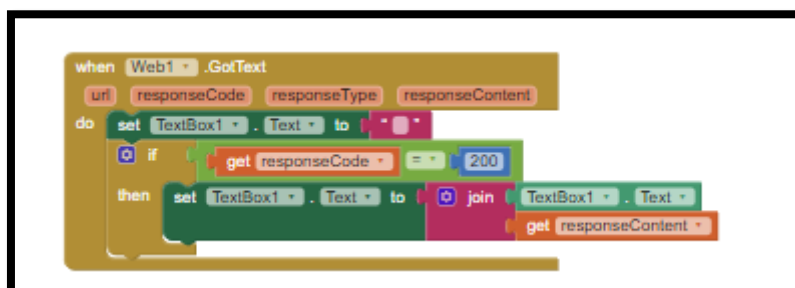 when Web1 .GotText
url responseCode responseType responseContent
do set TextBox1 . Text to " "
if get responseCode = 200
then set TextBox1 . Text to join TextBox1 . Text
get responseContent